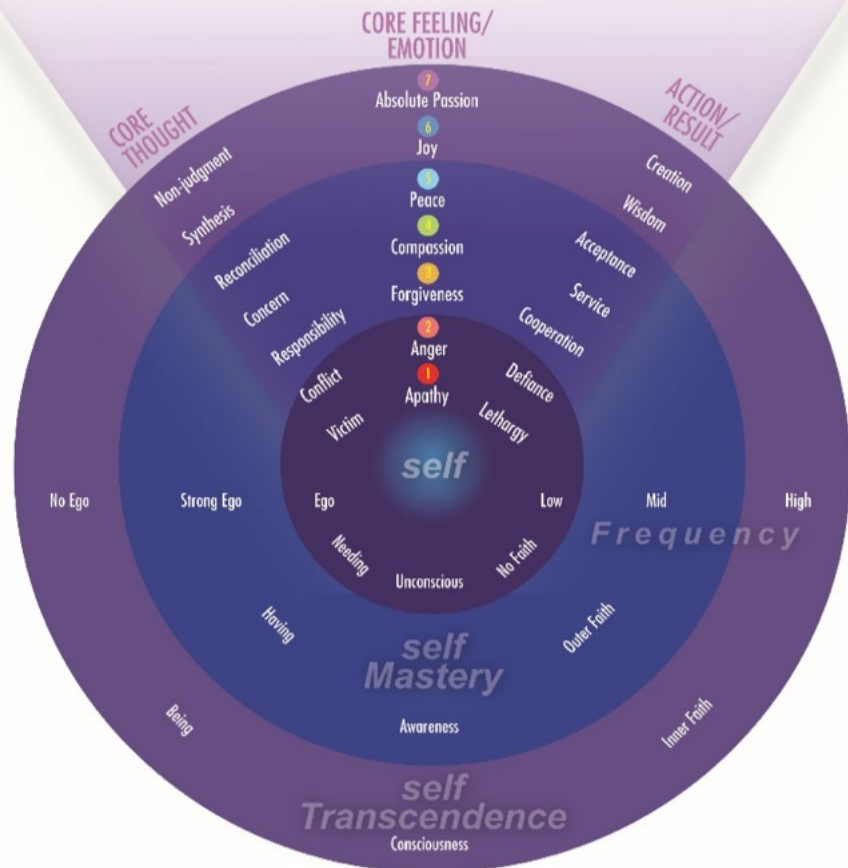 CORE FEELING/
EMOTION
CORE
THOUGHT
ACTION/
RESULT
7
Absolute Passion
6
Joy
Non-judgment
Creation
Synthesis
Wisdom
5
Peace
Reconciliation
Acceptance
4
Compassion
Concern
Service
3
Forgiveness
Responsibility
Cooperation
2
Anger
Conflict
Defiance
1
Apathy
Victim
Lethargy
self
No Ego
Strong Ego
Ego
Low
Mid
High
Frequency
Needing
Unconscious
No Faith
Having
Outer Faith
self
Mastery
Being
Awareness
Inner Faith
self
Transcendence
Consciousness